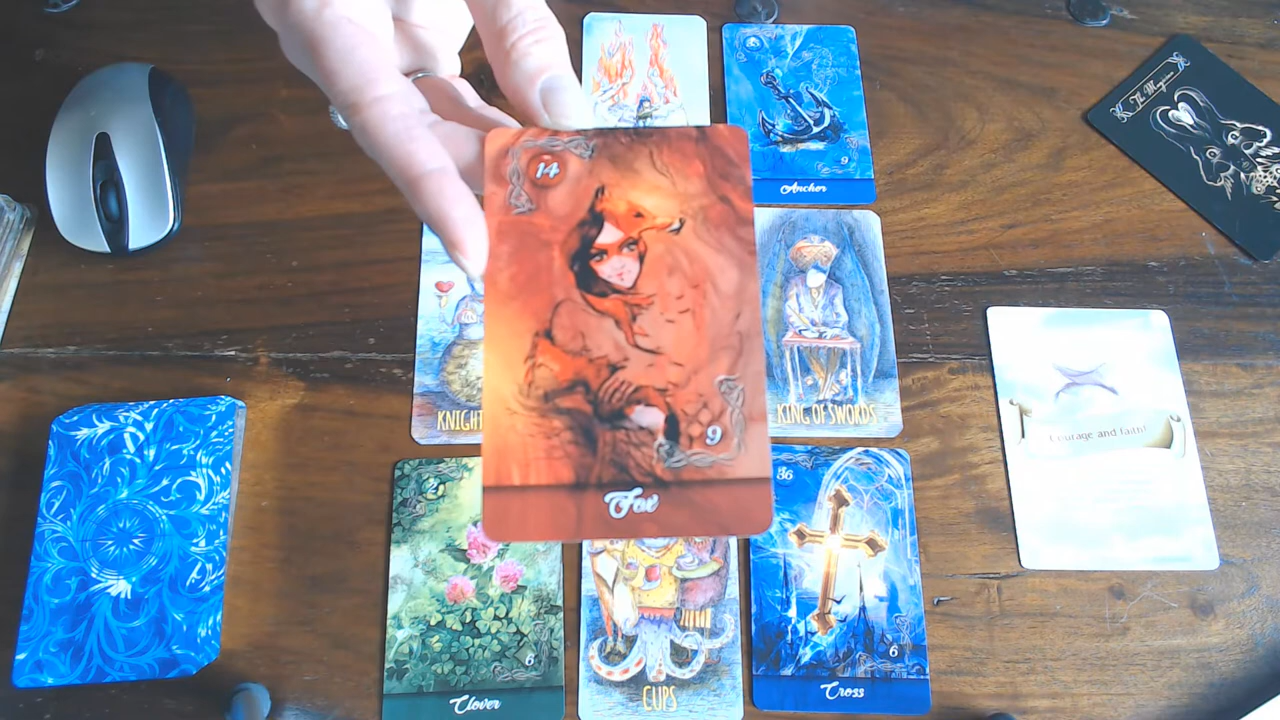 35
9
Anchor
The Magician
14
9
Fox
KNIGHT
KING OF SWORDS
Courage and faith!
36
6
Clover
CUPS
6
Cross